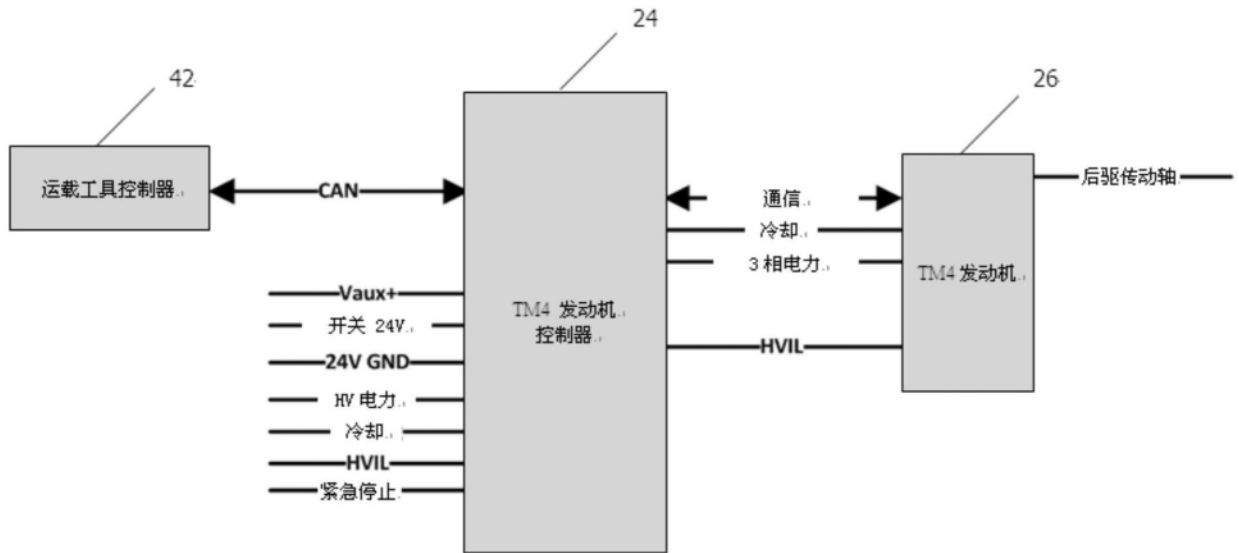 24
42
26
运载工具控制器
CAN
通信
后驱传动轴
冷却
3相电力
TM4 发动机
Vaux+
TM4 发动机
控制器
开关 24V
24V GND
HVIL
HV 电力
冷却
HVIL
紧急停止